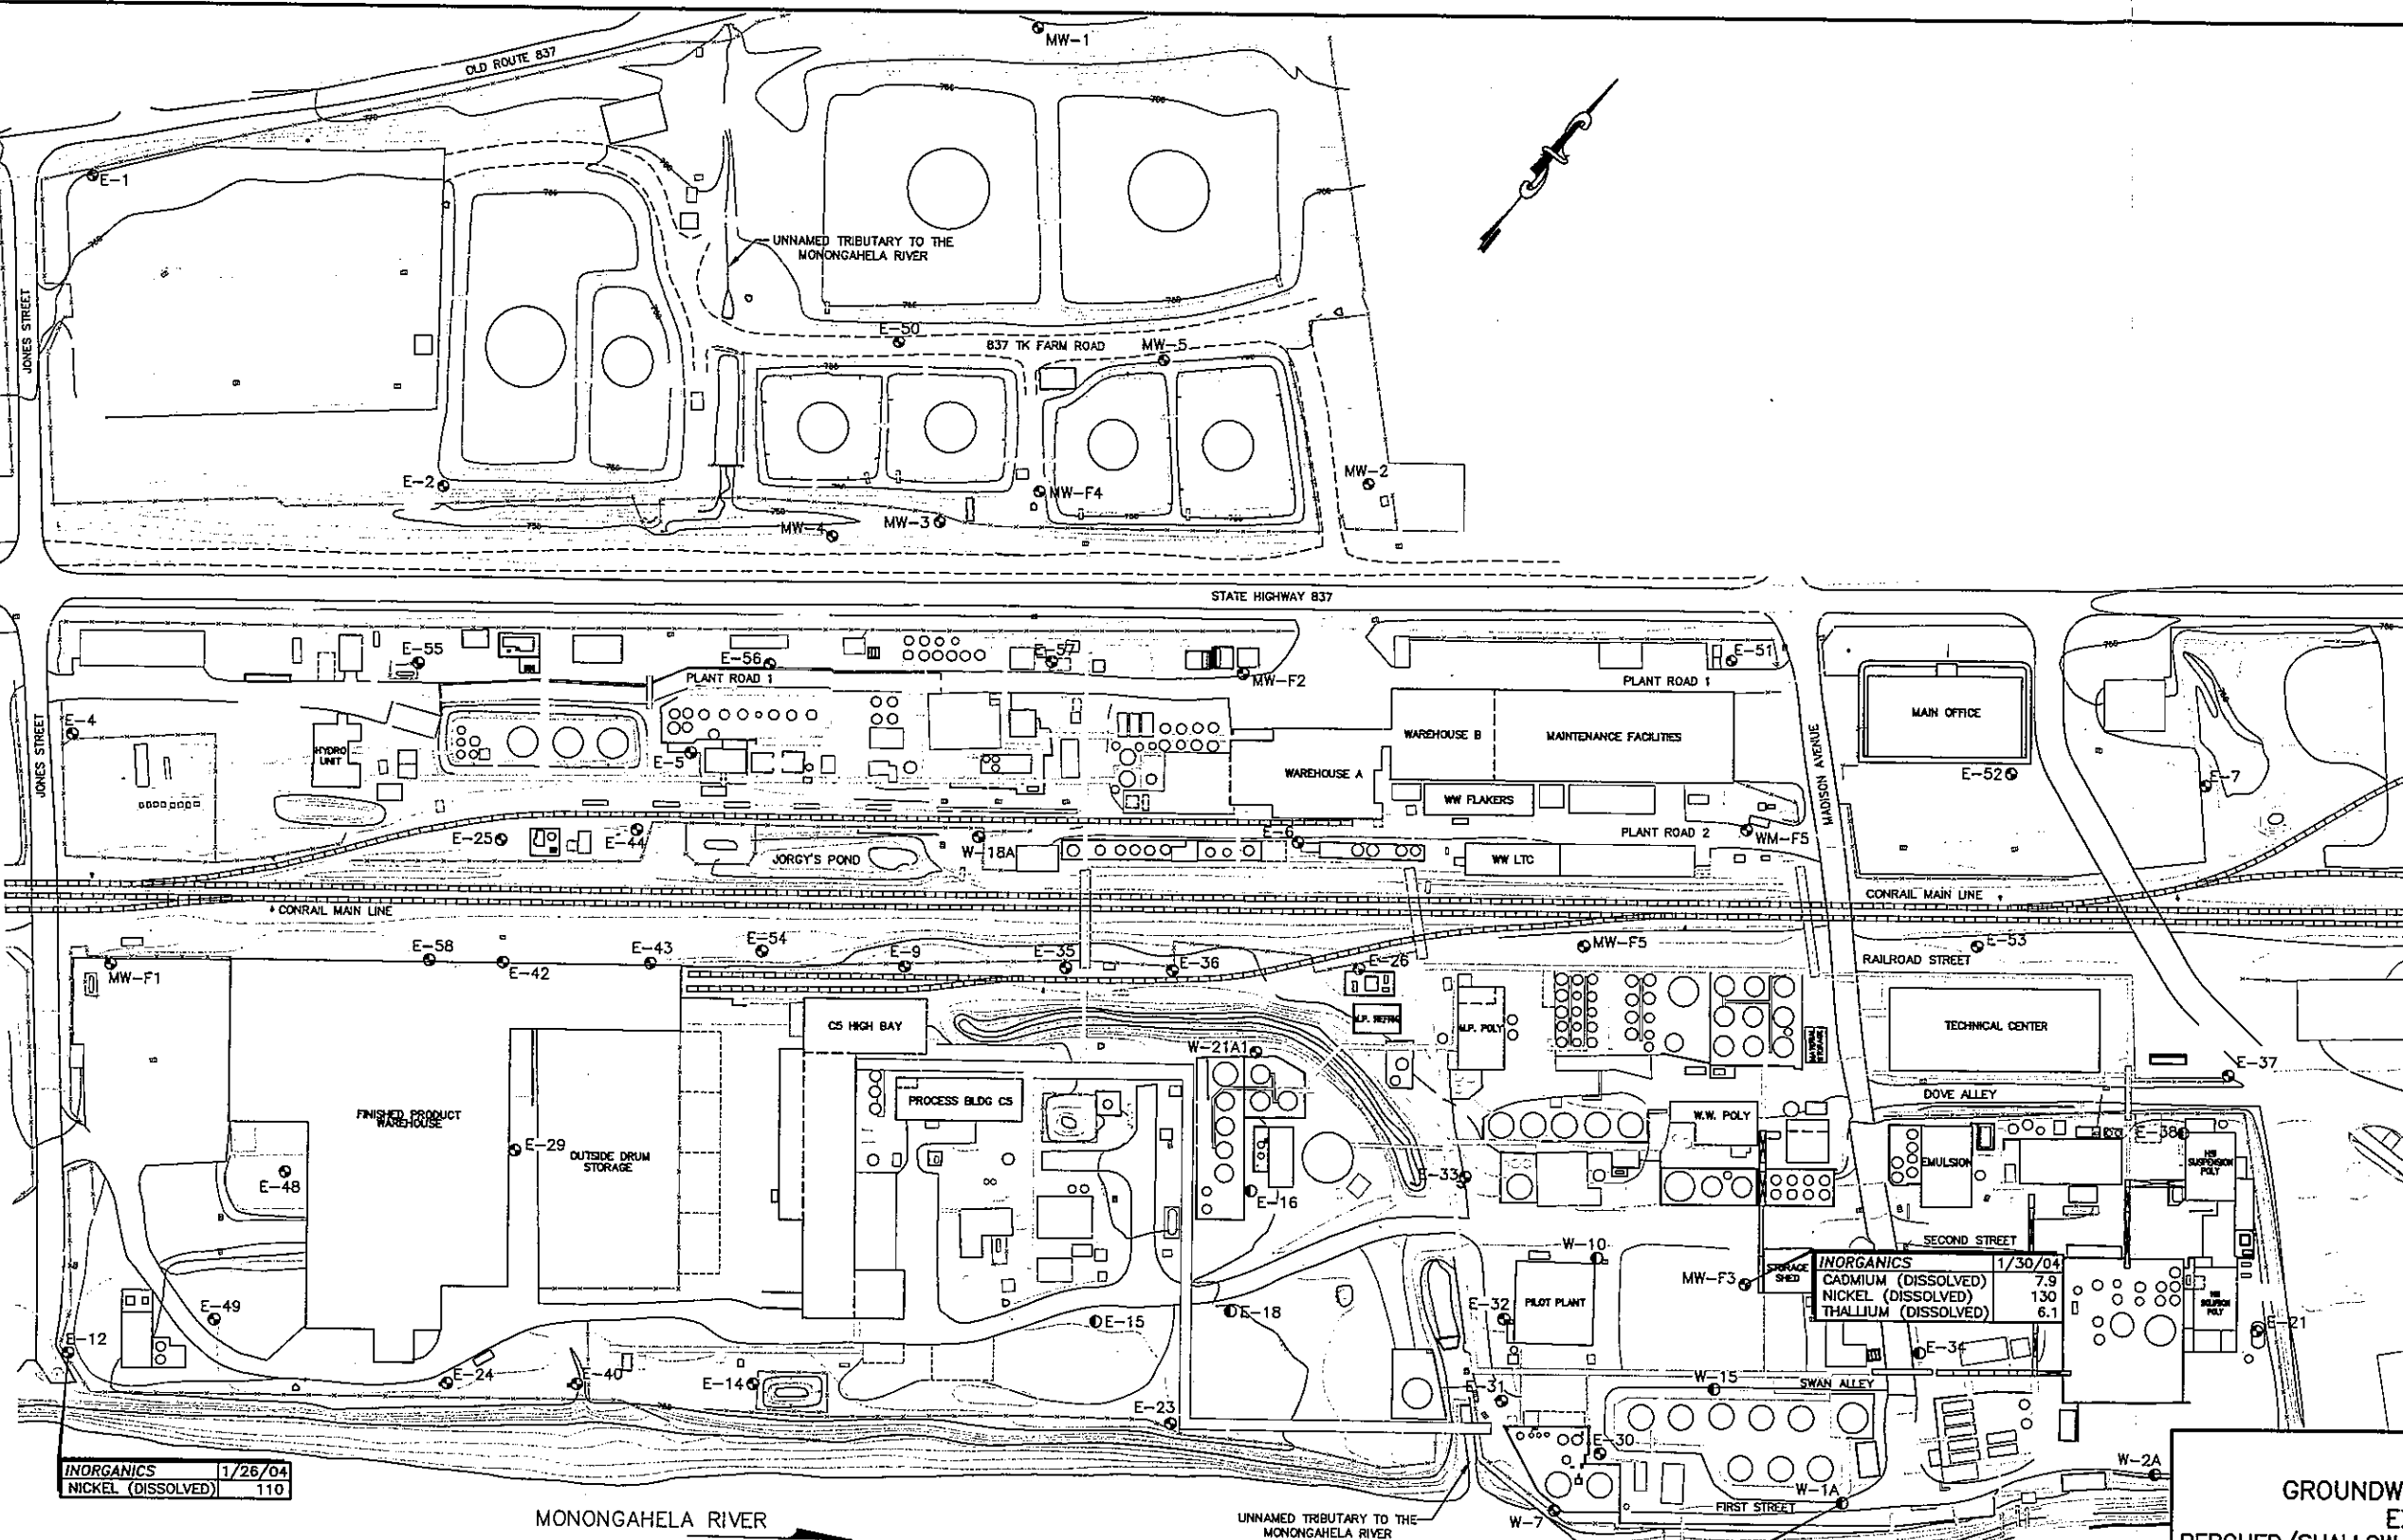 MW-1
OLD ROUTE 837
E-1
UNNAMED TRIBUTARY TO THE
MONONGAHELA RIVER
JONES STREET
E-50
837 TK FARM ROAD
MW-5
E-2
MW-F4
MW-2
MW-4
MW-3
STATE HIGHWAY 837
E-55
E-56
E-57
MW-F2
E-51
PLANT ROAD 1
PLANT ROAD 1
MAIN OFFICE
E-4
JONES STREET
HYDRO
UNIT
E-5
WAREHOUSE A
WAREHOUSE B
MAINTENANCE FACILITIES
MADISON AVENUE
E-52
E-7
WW FLAKERS
E-25
E-44
JORGY'S POND
W-18A
E-6
PLANT ROAD 2
WM-F5
WW LTC
CONRAIL MAIN LINE
CONRAIL MAIN LINE
E-58
E-42
E-43
E-54
E-9
E-35
E-36
E-26
MW-F5
E-53
RAILROAD STREET
MW-F1
C5 HIGH BAY
M.P. POLY
TECHNICAL CENTER
W-21A1
E-37
PROCESS BLDG C5
DOVE ALLEY
FINISHED PRODUCT
WAREHOUSE
W.W. POLY
E-29
OUTSIDE DRUM
STORAGE
E-38
EMULSION
SUSPENSION
POLY
E-48
E-33
E-16
W-10
SECOND STREET
MW-F3
STORAGE
SHED
INORGANICS 1/30/04
CADMIUM (DISSOLVED) 7.9
NICKEL (DISSOLVED) 130
THALLIUM (DISSOLVED) 6.1
E-49
E-15
E-18
E-32
PILOT PLANT
E-21
E-12
E-34
E-24
E-40
E-14
W-15
SWAN ALLEY
E-31
E-23
E-30
W-2A
INORGANICS 1/26/04
NICKEL (DISSOLVED) 110
W-1A
FIRST STREET
W-7
MONONGAHELA RIVER
UNNAMED TRIBUTARY TO THE
MONONGAHELA RIVER
GROUNDW